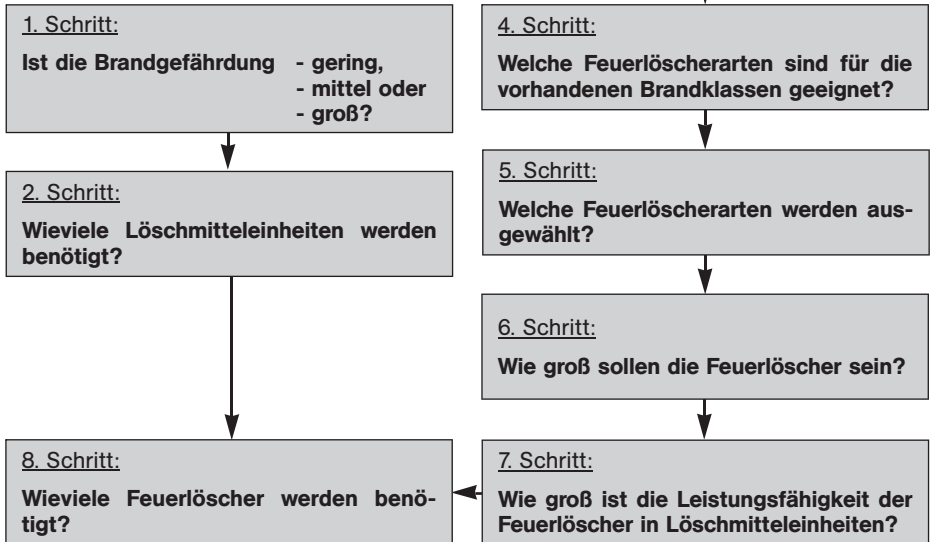 1. Schritt:
Ist die Brandgefährdung - gering,
- mittel oder
- groß?
2. Schritt:
Wieviele Löschmitteleinheiten werden
benötigt?
8. Schritt:
Wieviele Feuerlöscher werden benö-
tigt?
4. Schritt:
Welche Feuerlöscherarten sind für die
vorhandenen Brandklassen geeignet?
5. Schritt:
Welche Feuerlöscherarten werden aus-
gewählt?
6. Schritt:
Wie groß sollen die Feuerlöscher sein?
7. Schritt:
Wie groß ist die Leistungsfähigkeit der
Feuerlöscher in Löschmitteleinheiten?